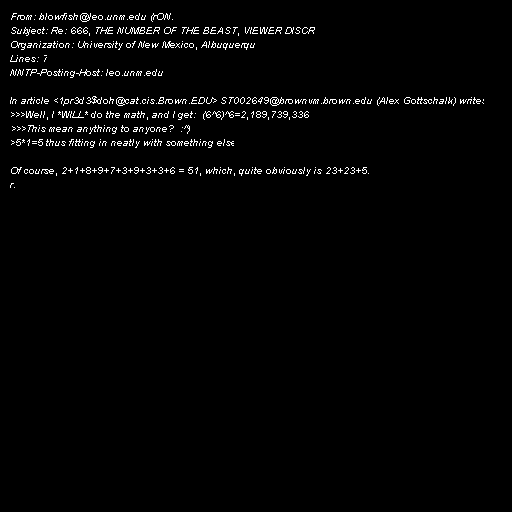 From: blowfish@leo.unm.edu (rON.
Subject: Re: 666, THE NUMBER OF THE BEAST, VIEWER DISCR
Organization: University of New Mexico, Albuquerqu
Lines: 7
NNTP-Posting-Host: leo.unm.edu
In article <1pr3d3$doh@cat.cis.Brown.EDU> ST002649@brownvm.brown.edu (Alex Gottschalk) writes
>>>Well, I *WILL* do the math, and I get: (6^6)^6=2,189,739,336
>>>This mean anything to anyone? :^)
>5*1=5 thus fitting in neatly with something else
Of course, 2+1+8+9+7+3+9+3+3+6 = 51, which, quite obviously is 23+23+5.
r.